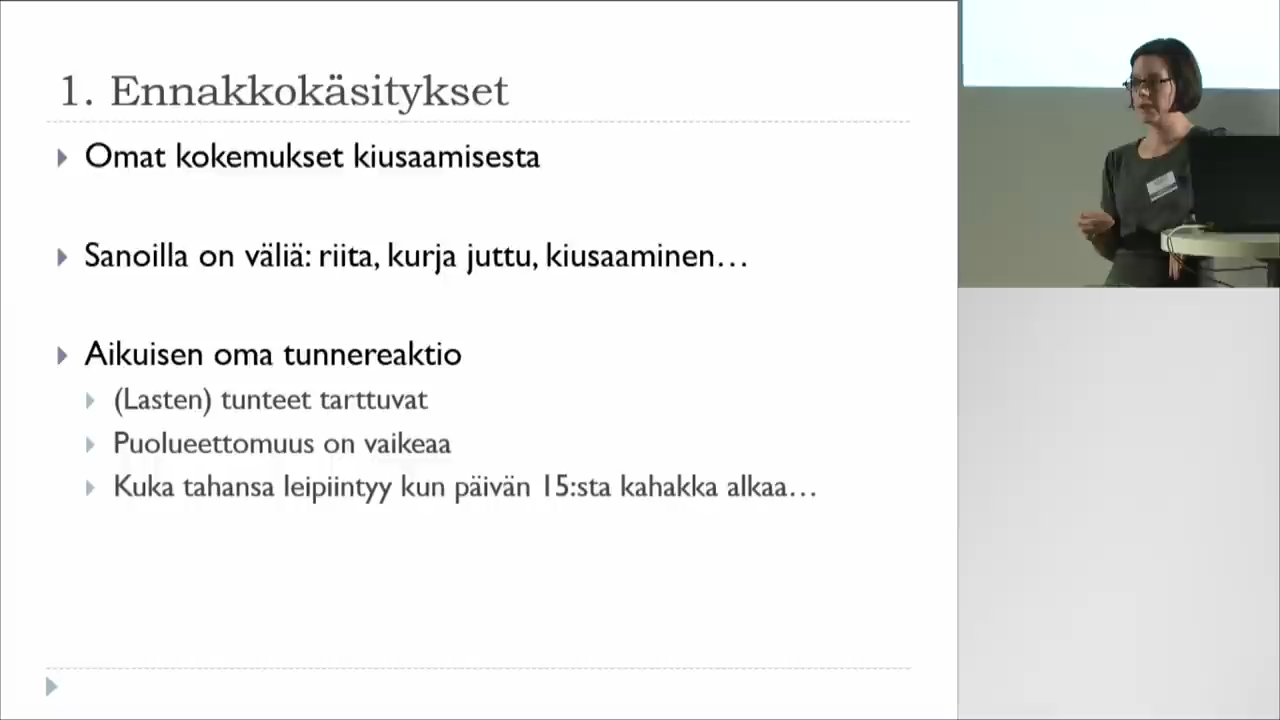 1. Ennakkokäsitykset
Omat kokemukset kiusaamisesta
Sanoilla on väliä: riita, kurja juttu, kiusaaminen…
Aikuisen oma tunnereaktio
(Lasten) tunteet tarttuvat
Puolueettomuus on vaikeaa
Kuka tahansa leipiintyy kun päivän 15:sta kahakka alkaa…